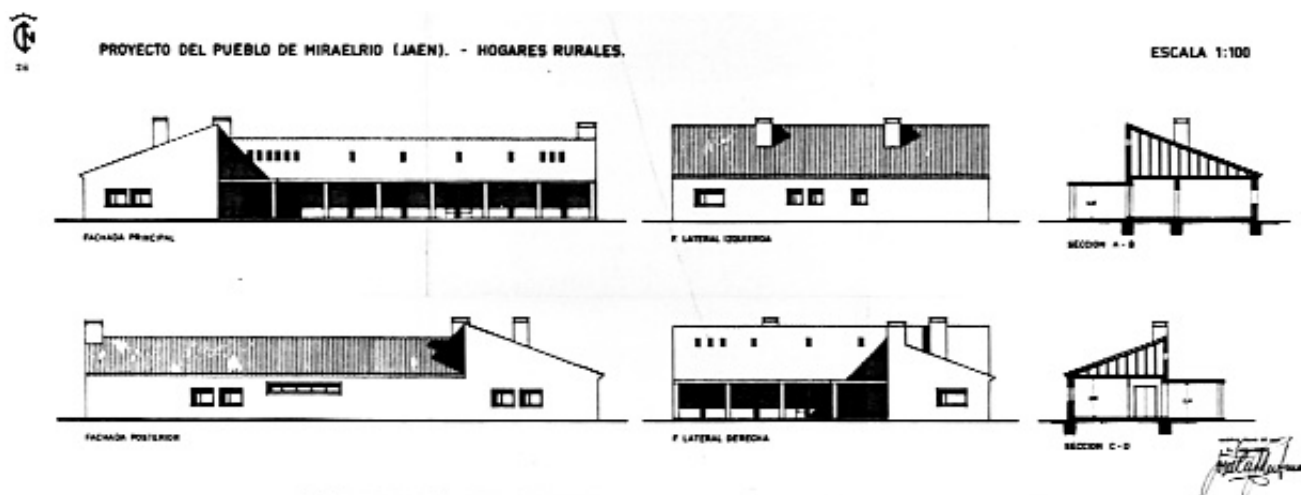 26
PROYECTO DEL PUEBLO DE MIRAELRIO (JAEN). - HOGARES RURALES.
ESCALA 1:100
FACHADA PRINCIPAL
F LATERAL IZQUIERDA
SECCION A - B
FACHADA POSTERIOR
F LATERAL DERECHA
SECCION C - D